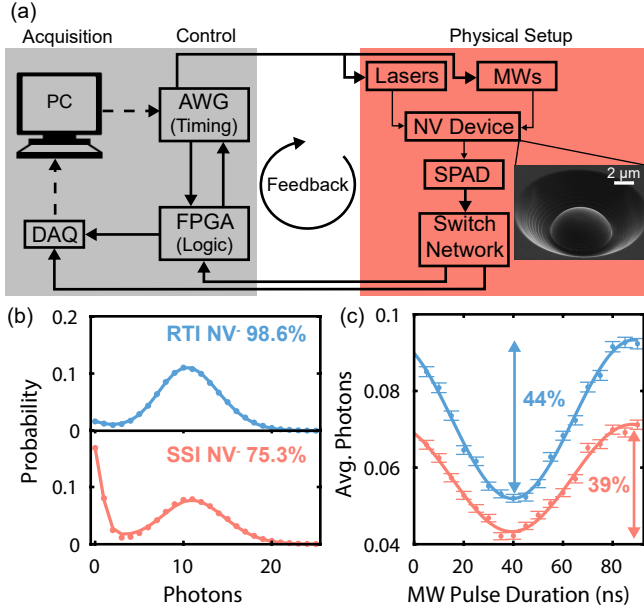 (a)
Acquisition Control Physical Setup
PC
AWG
(Timing)
Lasers
MWs
NV Device
2 μm
Feedback
SPAD
DAQ
FPGA
(Logic)
Switch
Network
(b)
0.2
RTI NV⁻ 98.6%
0.1
0
SSI NV⁻ 75.3%
0.1
0
Probability
0 10 20
Photons
(c)
0.1
0.08
0.06
0.04
Avg. Photons
44%
39%
0 20 40 60 80
MW Pulse Duration (ns)